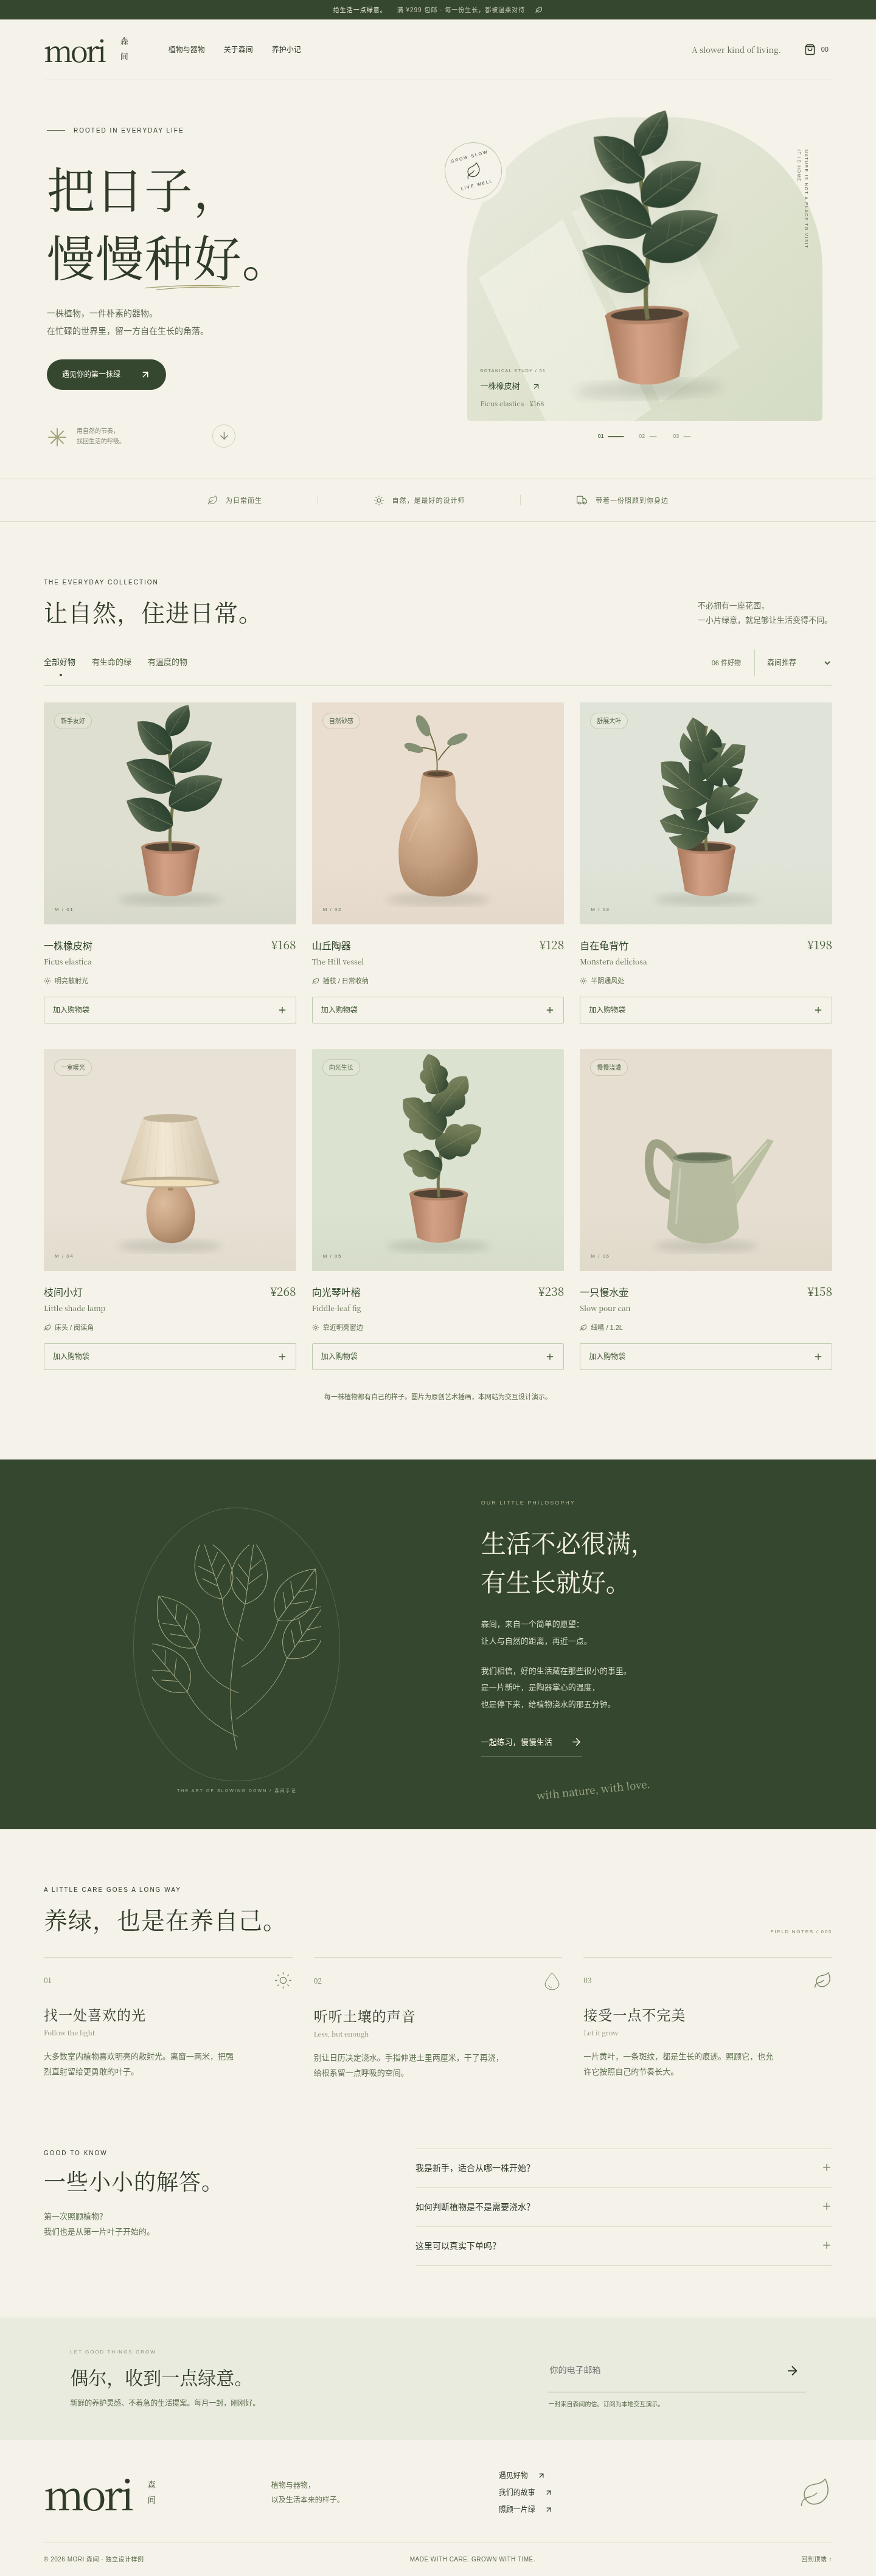 给生活一点绿意。 满 ¥299 包邮 · 每一份生长，都被温柔对待
mori 森间
植物与器物 关于森间 养护小记
A slower kind of living.
00
ROOTED IN EVERYDAY LIFE
把日子，
慢慢种好。
一株植物，一件朴素的器物。
在忙碌的世界里，留一方自在生长的角落。
遇见你的第一抹绿
用自然的节奏，
找回生活的呼吸。
GROW SLOW
LIVE WELL
NATURE IS NOT A PLACE TO VISIT
IT IS HOME
BOTANICAL STUDY / 01
一株橡皮树
Ficus elastica · ¥168
01 02 03
为日常而生
自然，是最好的设计师
带着一份照顾到你身边
THE EVERYDAY COLLECTION
让自然，住进日常。
不必拥有一座花园，
一小片绿意，就足够让生活变得不同。
全部好物 有生命的绿 有温度的物
06 件好物
森间推荐
新手友好
M / 01
一株橡皮树 ¥168
Ficus elastica
明亮散射光
加入购物袋
自然砂感
M / 02
山丘陶器 ¥128
The Hill vessel
插枝 / 日常收纳
加入购物袋
舒展大叶
M / 03
自在龟背竹 ¥198
Monstera deliciosa
半阴通风处
加入购物袋
一室暖光
M / 04
枝间小灯 ¥268
Little shade lamp
床头 / 阅读角
加入购物袋
向光生长
M / 05
向光琴叶榕 ¥238
Fiddle-leaf fig
靠近明亮窗边
加入购物袋
慢慢浇灌
M / 06
一只慢水壶 ¥158
Slow pour can
细嘴 / 1.2L
加入购物袋
每一株植物都有自己的样子。图片为原创艺术插画，本网站为交互设计演示。
THE ART OF SLOWING DOWN / 森间手记
OUR LITTLE PHILOSOPHY
生活不必很满，
有生长就好。
森间，来自一个简单的愿望：
让人与自然的距离，再近一点。
我们相信，好的生活藏在那些很小的事里。
是一片新叶，是陶器掌心的温度，
也是停下来，给植物浇水的那五分钟。
一起练习，慢慢生活
with nature, with love.
A LITTLE CARE GOES A LONG WAY
养绿，也是在养自己。
01
找一处喜欢的光
Follow the light
大多数室内植物喜欢明亮的散射光。离窗一两米，把强
烈直射留给更勇敢的叶子。
02
听听土壤的声音
Less, but enough
别让日历决定浇水。手指伸进土里两厘米，干了再浇，
给根系留一点呼吸的空间。
03
接受一点不完美
Let it grow
一片黄叶，一条斑纹，都是生长的痕迹。照顾它，也允
许它按照自己的节奏长大。
GOOD TO KNOW
一些小小的解答。
第一次照顾植物？
我们也是从第一片叶子开始的。
我是新手，适合从哪一株开始？
如何判断植物是不是需要浇水？
这里可以真实下单吗？
LET GOOD THINGS GROW
偶尔，收到一点绿意。
新鲜的养护灵感、不着急的生活提案。每月一封，刚刚好。
你的电子邮箱
一封来自森间的信。订阅为本地交互演示。
mori 森间
植物与器物，
以及生活本来的样子。
遇见好物
我们的故事
照顾一片绿
© 2026 MORI 森间 · 独立设计样例
MADE WITH CARE. GROWN WITH TIME.
回到顶端 ↑